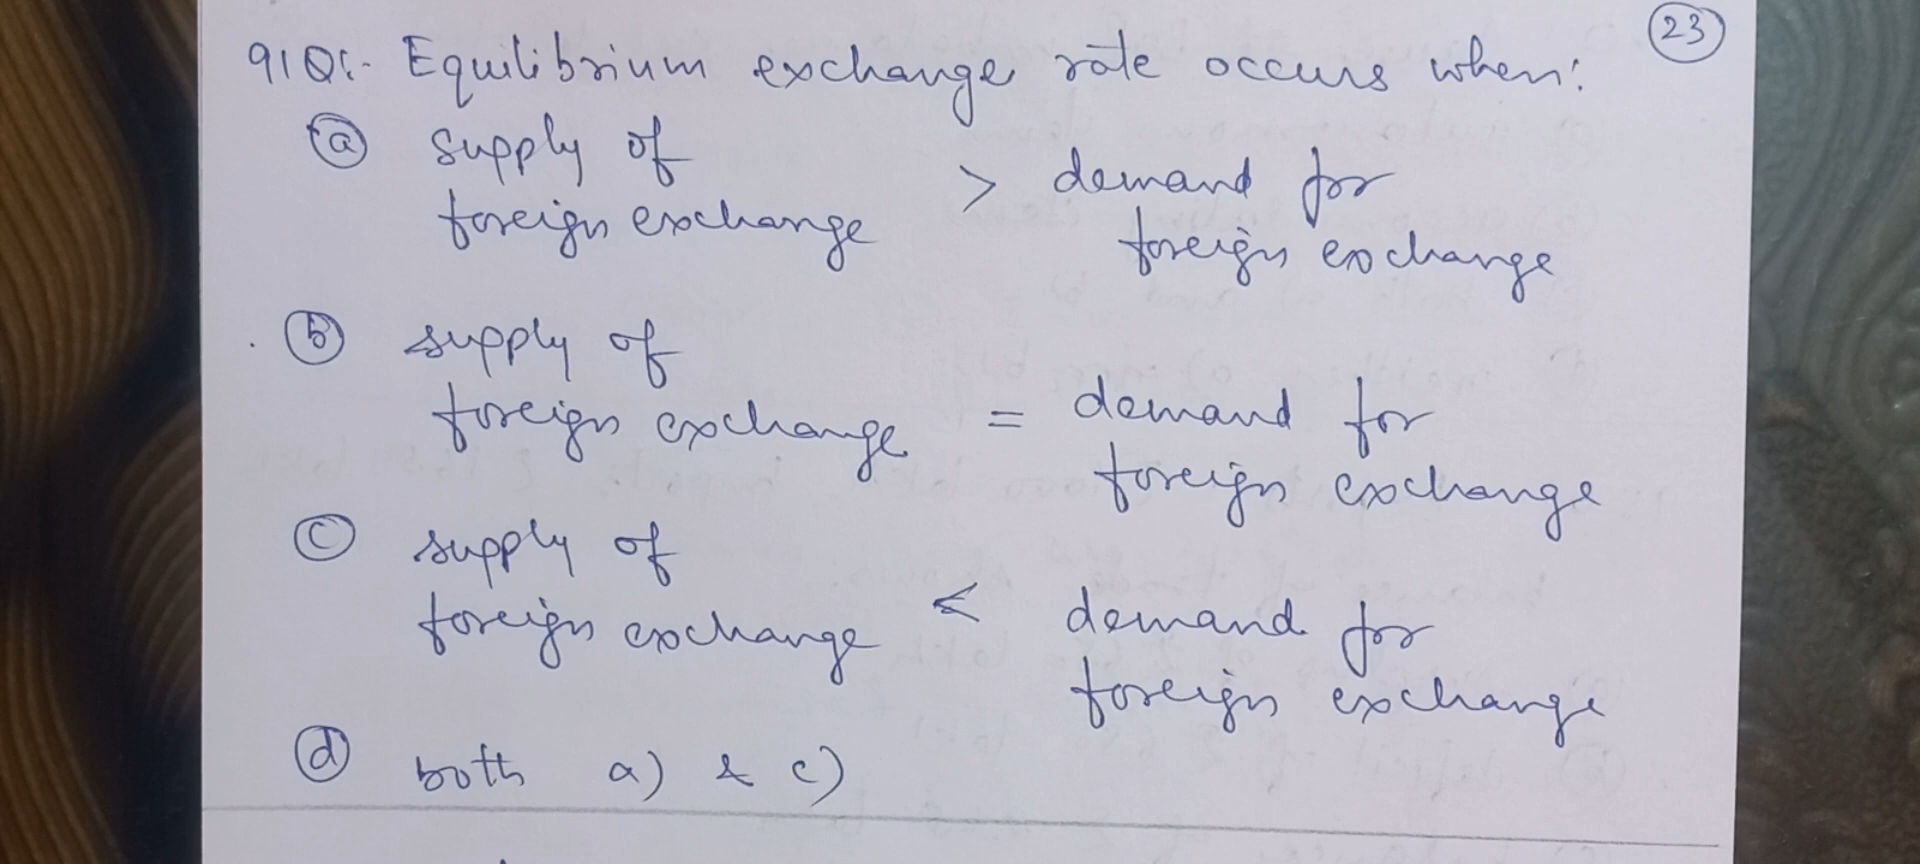 23
91Q:- Equilibrium exchange rate occurs when:
(a) supply of
foreign exchange > demand for
foreign exchange
(b) supply of
foreign exchange = demand for
foreign exchange
(c) supply of
foreign exchange < demand for
foreign exchange
(d) both a) & c)